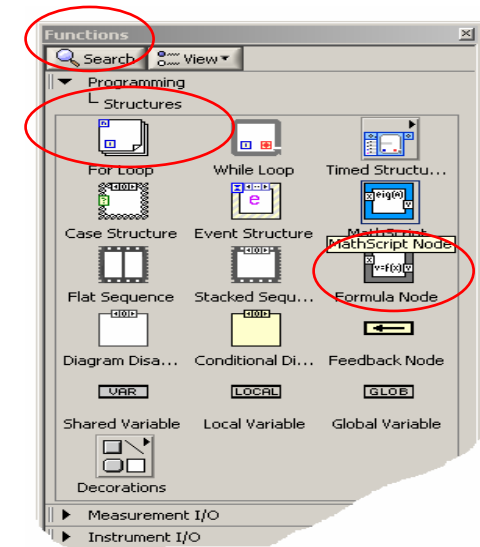 Functions
Search View
Programming
Structures
For Loop While Loop Timed Structu...
Case Structure Event Structure MathScript
MathScript Node
Flat Sequence Stacked Sequ... Formula Node
Diagram Disa... Conditional Di... Feedback Node
VAR LOCAL GLOB
Shared Variable Local Variable Global Variable
Decorations
Measurement I/O
Instrument I/O